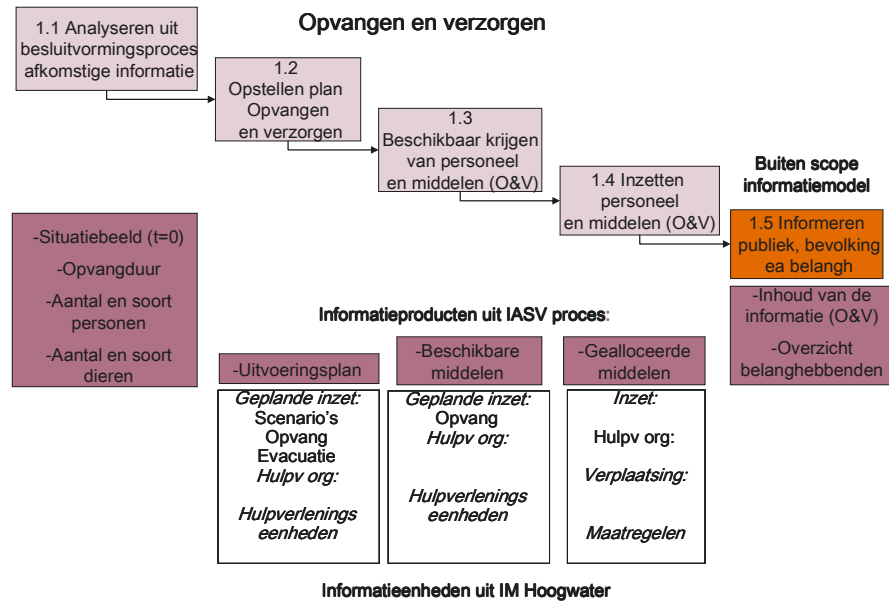 Opvangen en verzorgen
1.1 Analyseren uit
besluitvormingsproces
afkomstige informatie
1.2
Opstellen plan
Opvangen
en verzorgen
1.3
Beschikbaar krijgen
van personeel
en middelen (O&V)
1.4 Inzetten
personeel
en middelen (O&V)
Buiten scope
informatiemodel
1.5 Informeren
publiek, bevolking
ea belangh
-Situatiebeeld (t=0)
-Opvangduur
-Aantal en soort
personen
-Aantal en soort
dieren
-Inhoud van de
informatie (O&V)
-Overzicht
belanghebbenden
Informatieproducten uit IASV proces:
-Uitvoeringsplan
Geplande inzet:
Scenario's
Opvang
Evacuatie
Hulpv org:
Hulpverlenings
eenheden
-Beschikbare
middelen
Geplande inzet:
Opvang
Hulpv org:
Hulpverlenings
eenheden
-Gealloceerde
middelen
Inzet:
Hulpv org:
Verplaatsing:
Maatregelen
Informatieenheden uit IM Hoogwater